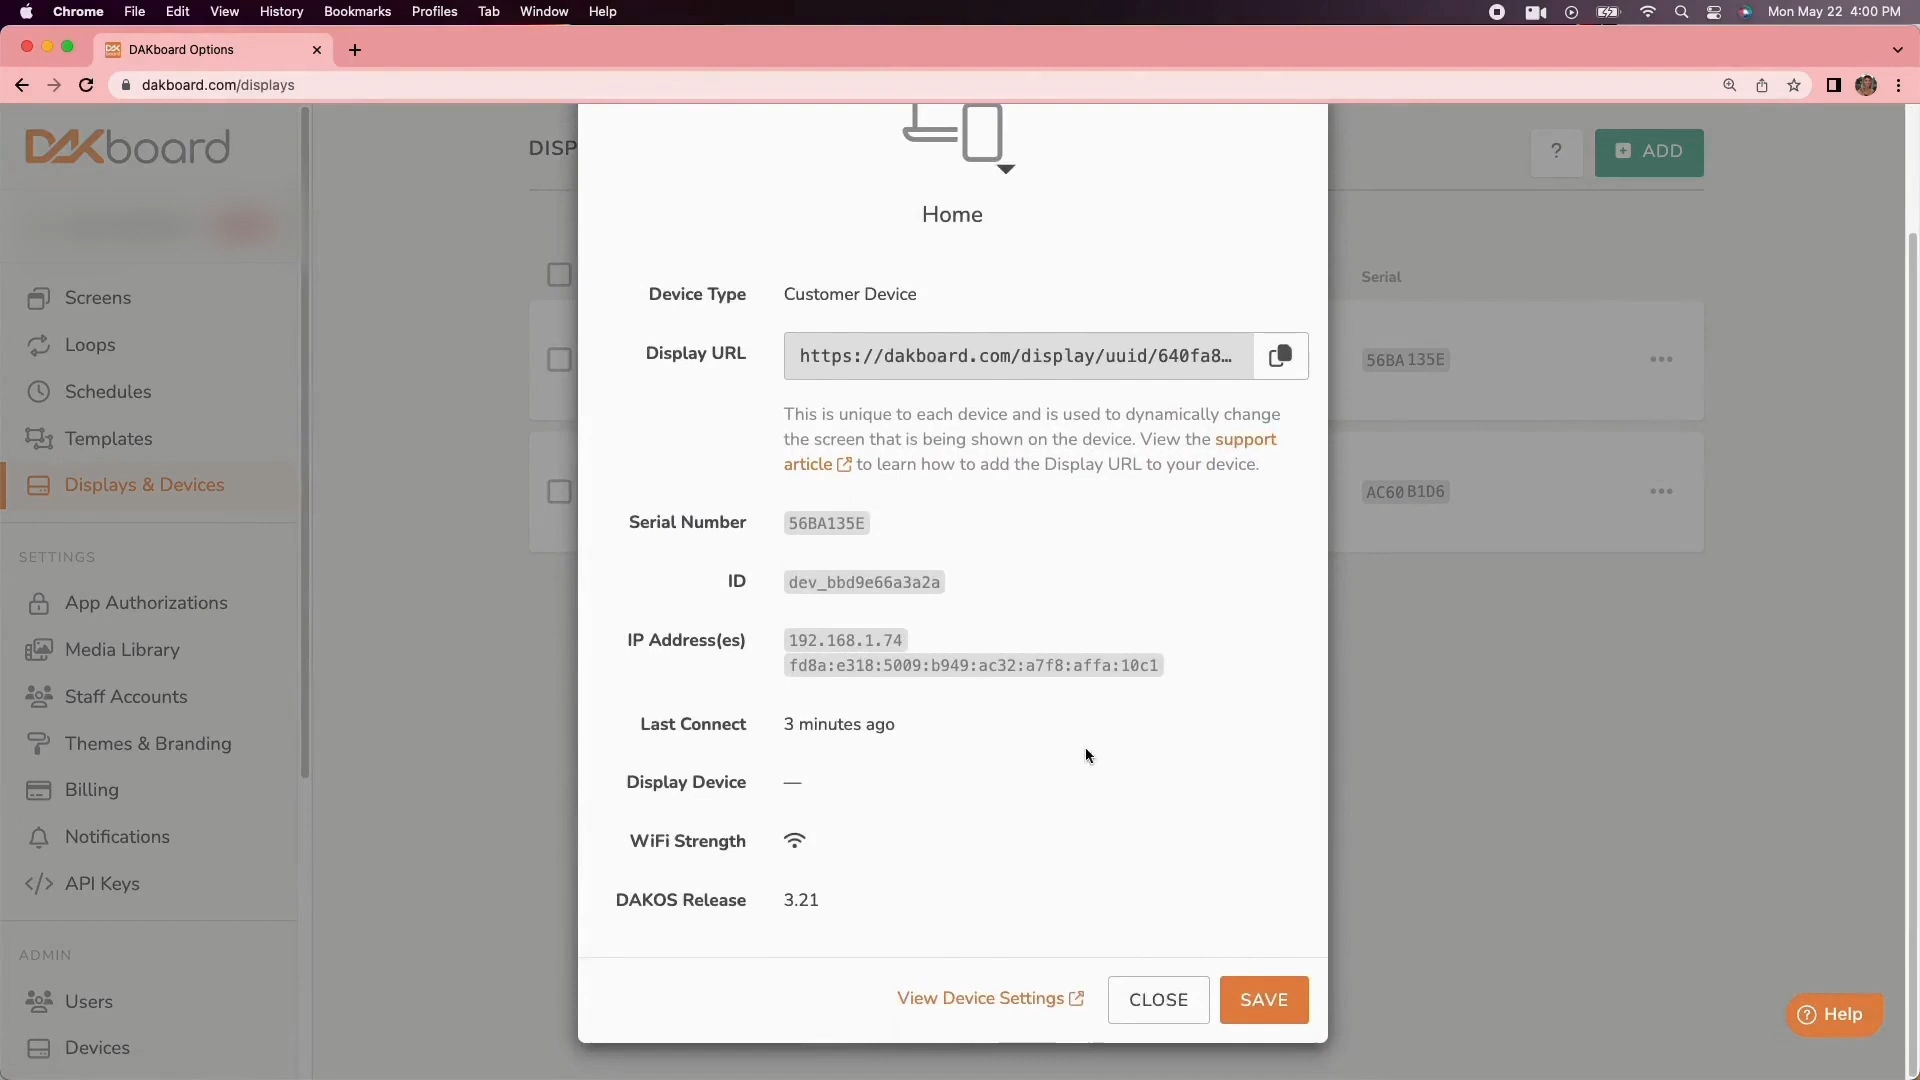 Chrome File Edit View History Bookmarks Profiles Tab Window Help Mon May 22 4:00 PM
DAKboard Options
dakboard.com/displays
DAKboard
Screens
Loops
Schedules
Templates
Displays & Devices
SETTINGS
App Authorizations
Media Library
Staff Accounts
Themes & Branding
Billing
Notifications
API Keys
ADMIN
Users
Devices
DISP
? ADD
Serial
56BA135E
AC60B1D6
Home
Device Type Customer Device
Display URL https://dakboard.com/display/uuid/640fa8…
This is unique to each device and is used to dynamically change
the screen that is being shown on the device. View the support
article to learn how to add the Display URL to your device.
Serial Number 56BA135E
ID dev_bbd9e66a3a2a
IP Address(es) 192.168.1.74
fd8a:e318:5009:b949:ac32:a7f8:affa:10c1
Last Connect 3 minutes ago
Display Device —
WiFi Strength
DAKOS Release 3.21
View Device Settings CLOSE SAVE
Help